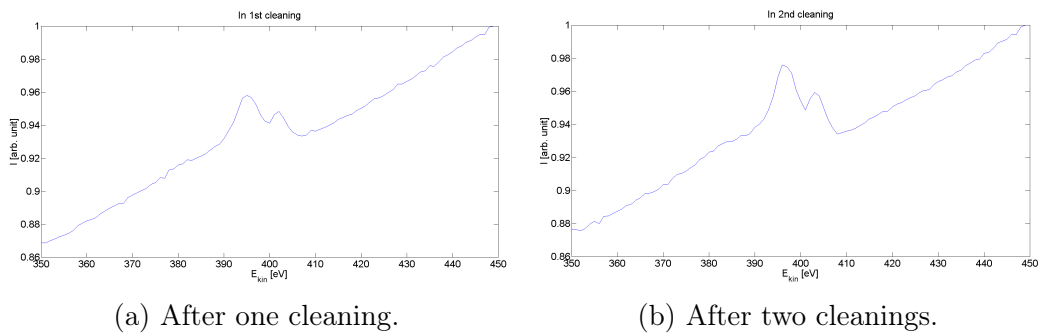 In 1st cleaning
1
0.98
0.96
0.94
0.92
0.9
0.88
0.86
I [arb. unit]
350 360 370 380 390 400 410 420 430 440 450
E_kin [eV]
(a) After one cleaning.
In 2nd cleaning
1
0.98
0.96
0.94
0.92
0.9
0.88
0.86
I [arb. unit]
350 360 370 380 390 400 410 420 430 440 450
E_kin [eV]
(b) After two cleanings.